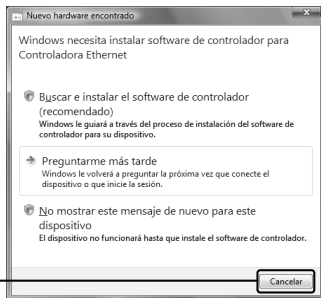 Nuevo hardware encontrado
Windows necesita instalar software de controlador para
Controladora Ethernet
Buscar e instalar el software de controlador
(recomendado)
Windows le guiará a través del proceso de instalación del software de
controlador para su dispositivo.
Preguntarme más tarde
Windows le volverá a preguntar la próxima vez que conecte el
dispositivo o que inicie la sesión.
No mostrar este mensaje de nuevo para este
dispositivo
El dispositivo no funcionará hasta que instale el software de controlador.
Cancelar